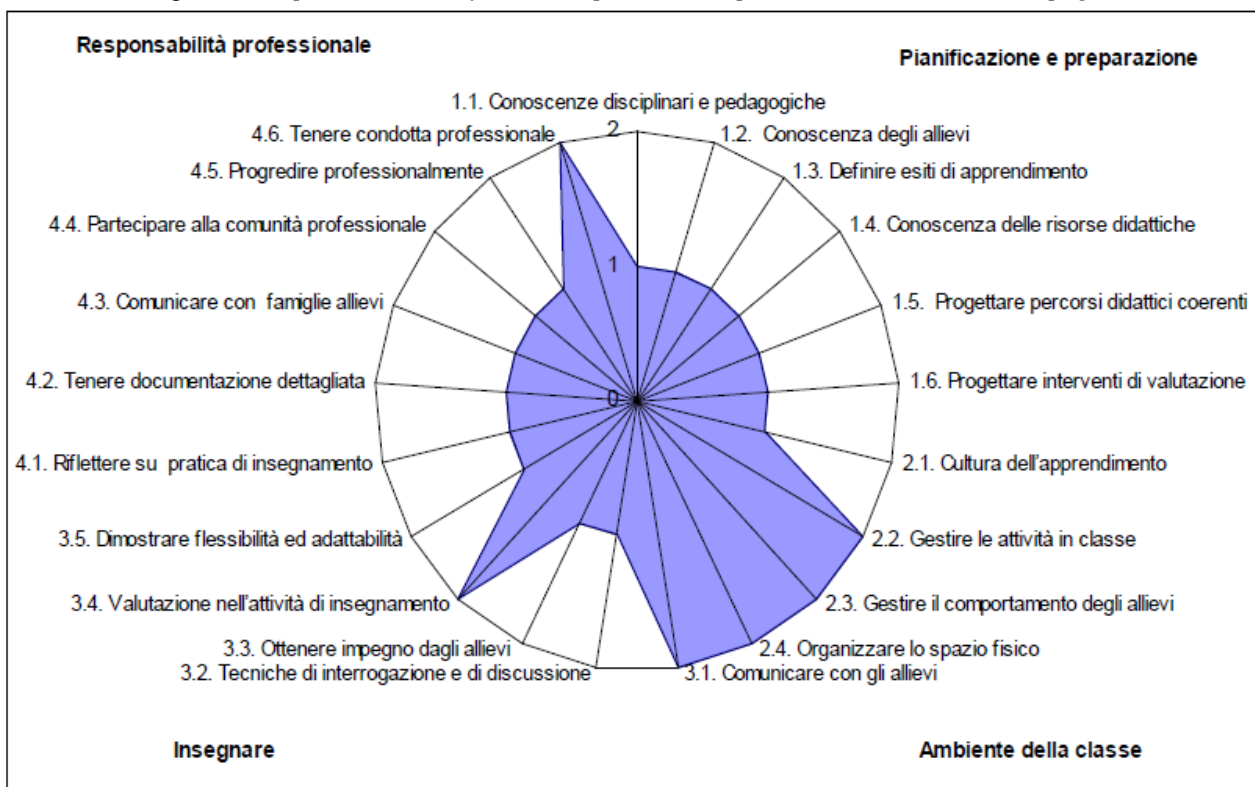 Responsabilità professionale
Pianificazione e preparazione
1.1. Conoscenze disciplinari e pedagogiche
4.6. Tenere condotta professionale
2
1.2. Conoscenza degli allievi
4.5. Progredire professionalmente
1.3. Definire esiti di apprendimento
4.4. Partecipare alla comunità professionale
1.4. Conoscenza delle risorse didattiche
1
4.3. Comunicare con famiglie allievi
1.5. Progettare percorsi didattici coerenti
4.2. Tenere documentazione dettagliata
0
1.6. Progettare interventi di valutazione
4.1. Riflettere su pratica di insegnamento
2.1. Cultura dell'apprendimento
3.5. Dimostrare flessibilità ed adattabilità
2.2. Gestire le attività in classe
3.4. Valutazione nell'attività di insegnamento
2.3. Gestire il comportamento degli allievi
3.3. Ottenere impegno dagli allievi
2.4. Organizzare lo spazio fisico
3.2. Tecniche di interrogazione e di discussione
3.1. Comunicare con gli allievi
Insegnare
Ambiente della classe